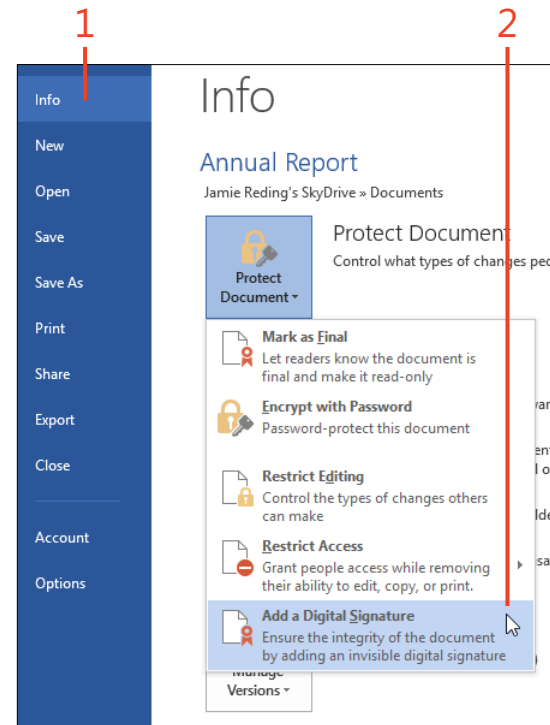 1
2
Info
New
Open
Save
Save As
Print
Share
Export
Close
Account
Options
Info
Annual Report
Jamie Reding's SkyDrive » Documents
Protect
Document
Protect Document
Control what types of changes
Mark as Final
Let readers know the document is
final and make it read-only
Encrypt with Password
Password-protect this document
Restrict Editing
Control the types of changes others
can make
Restrict Access
Grant people access while removing
their ability to edit, copy, or print.
Add a Digital Signature
Ensure the integrity of the document
by adding an invisible digital signature
Manage
Versions